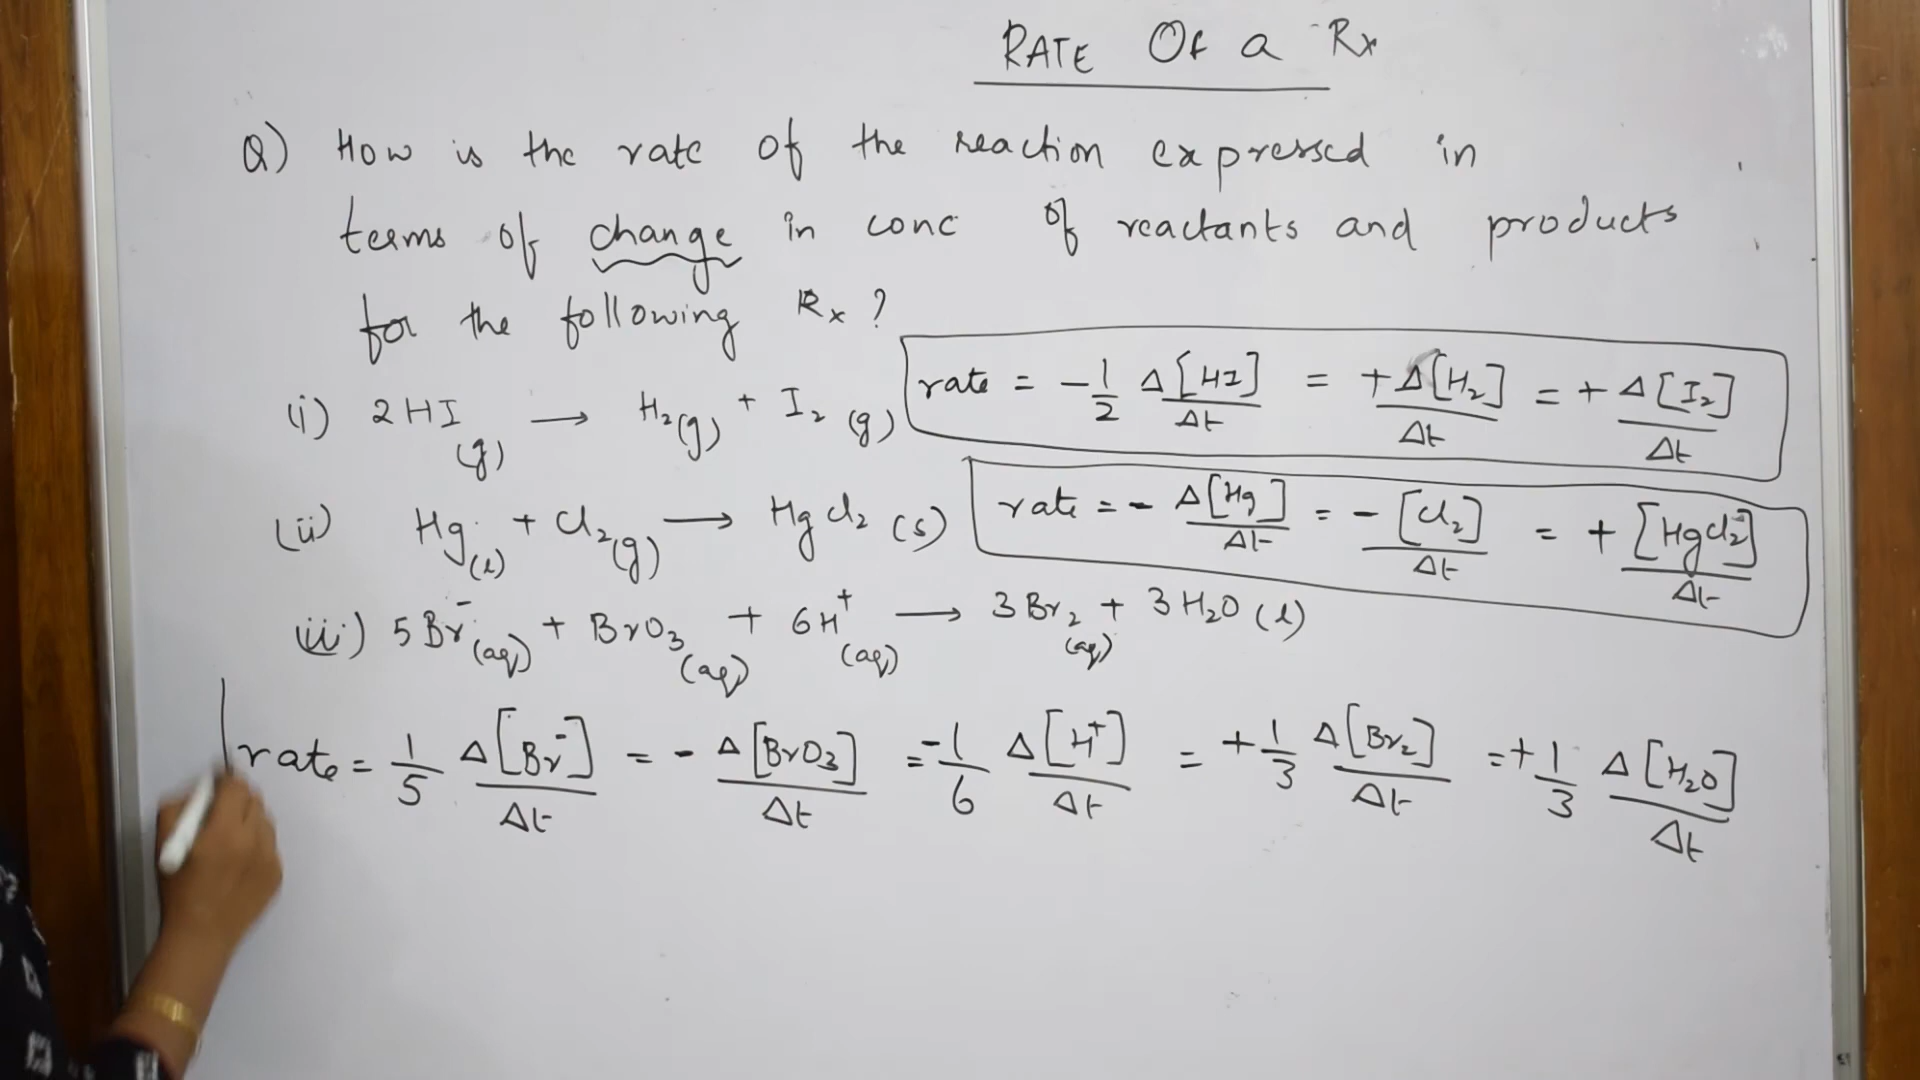 RATE Of a Rx
Q) How is the rate of the reaction expressed in
terms of change in conc of reactants and products
for the following Rx ?
(i) 2HI(g) → H₂(g) + I₂(g) rate = -1/2 Δ[HI]/Δt = +Δ[H₂]/Δt = +Δ[I₂]/Δt
(ii) Hg(l) + Cl₂(g) → HgCl₂(s) rate = - Δ[Hg]/Δt = - [Cl₂]/Δt = + [HgCl₂]/Δt
(iii) 5Br⁻(aq) + BrO₃(aq) + 6H⁺(aq) → 3Br₂(aq) + 3H₂O(l)
rate = 1/5 Δ[Br⁻]/Δt = - Δ[BrO₃]/Δt = -1/6 Δ[H⁺]/Δt = +1/3 Δ[Br₂]/Δt = +1/3 Δ[H₂O]/Δt